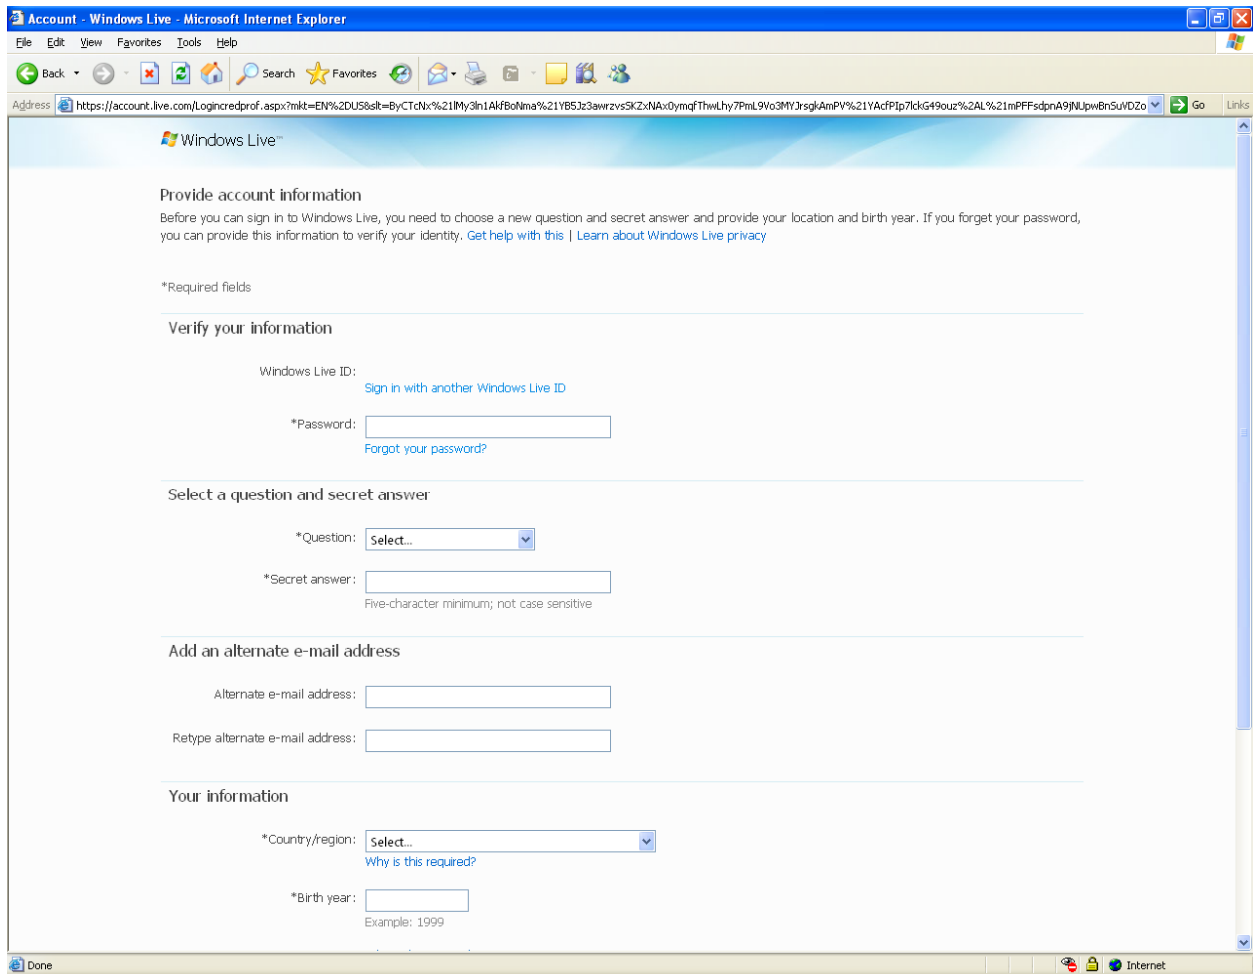 Account - Windows Live - Microsoft Internet Explorer
File Edit View Favorites Tools Help
Back Search Favorites
Address https://account.live.com/Logincredprof.aspx?mkt=EN%2DUS&slt=ByCTcNx%21lMy3ln1AkfBoNma%21YB5Jz3awrzvsSKZxNAx0ymqfThwLhy7PmL9Vo3MYJrsgkAmPV%21YAcfPIp7lckG49ouz%2AL%21mPFFsdpnA9jNUpwBnSuVDZo Go Links
Windows Live™
Provide account information
Before you can sign in to Windows Live, you need to choose a new question and secret answer and provide your location and birth year. If you forget your password,
you can provide this information to verify your identity. Get help with this | Learn about Windows Live privacy
*Required fields
Verify your information
Windows Live ID:
Sign in with another Windows Live ID
*Password:
Forgot your password?
Select a question and secret answer
*Question: Select...
*Secret answer:
Five-character minimum; not case sensitive
Add an alternate e-mail address
Alternate e-mail address:
Retype alternate e-mail address:
Your information
*Country/region: Select...
Why is this required?
*Birth year:
Example: 1999
Done Internet